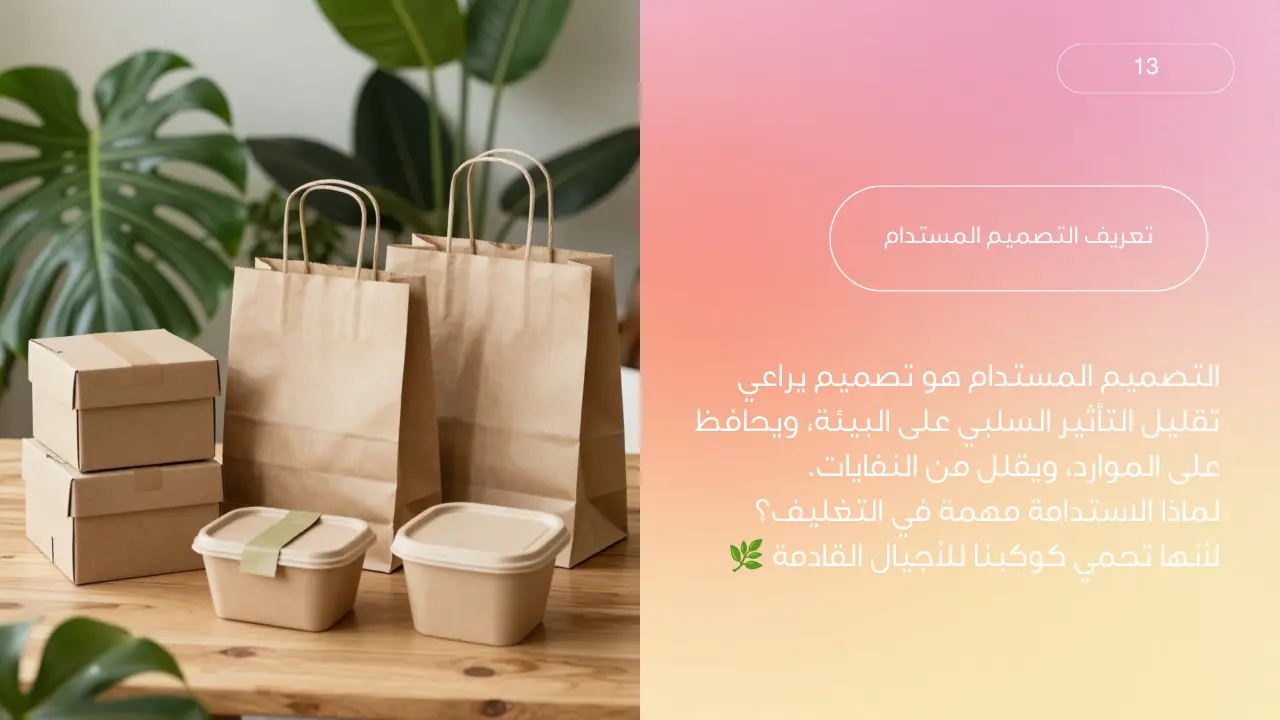 13
تعريف التصميم المستدام
التصميم المستدام هو تصميم يراعي
تقليل التأثير السلبي على البيئة، ويحافظ
على الموارد، ويقلل من النفايات.
لماذا الاستدامة مهمة في التغليف؟
لأنها تحمي كوكبنا للأجيال القادمة 🌿